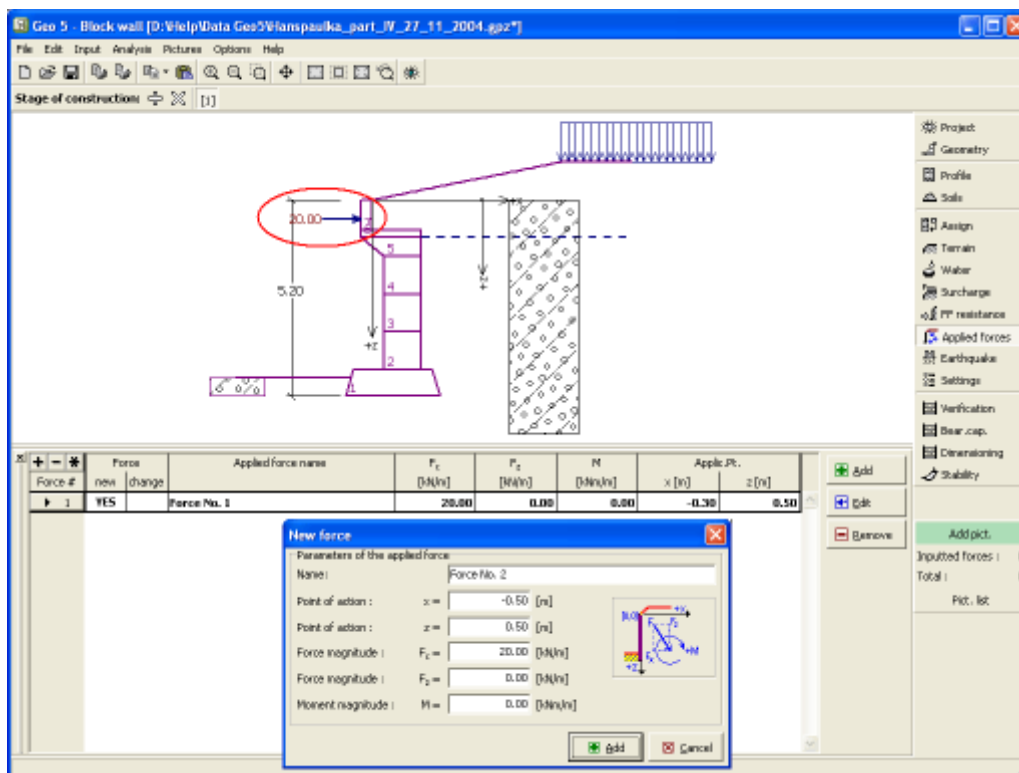 Geo 5 - Block wall [D:\Help\Data Geo5\Hanspaulka_part_IV_27_11_2004.gpz*]
File Edit Input Analysis Pictures Options Help
Stage of construction: [1]
Project
Geometry
Profile
Soils
Assign
Terrain
Water
Surcharge
FF resistance
Applied forces
Earthquake
Settings
Verification
Bear.cap.
Dimensioning
Stability
+x
20.00
5
5.20
4
+z
3
+z
2
1
+ - * Force Applied force name Fx Fz M Applic.Pt. Add
Force # new change [kN/m] [kN/m] [kNm/m] x [m] z [m]
1 YES Force No. 1 20.00 0.00 0.00 -0.30 0.50 Edit
Remove
Add pict.
Inputted forces :
Total :
Pict. list
New force
Parameters of the applied force
Name : Force No. 2
Point of action : x = -0.50 [m]
Point of action : z = 0.50 [m]
Force magnitude : Fx = 20.00 [kN/m]
Force magnitude : Fz = 0.00 [kN/m]
Moment magnitude : M = 0.00 [kNm/m]
[0,0] +X
Fx Fz
+M
+Z
Add Cancel